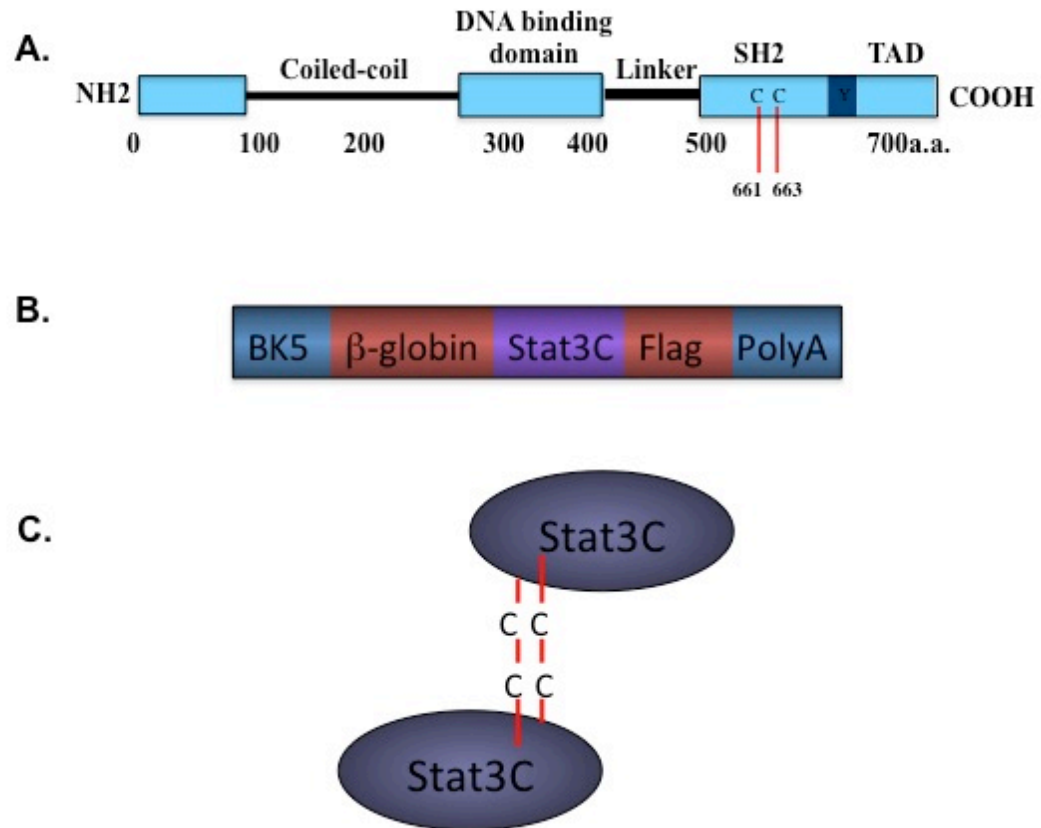 A.
NH2 Coiled-coil DNA binding domain Linker SH2 TAD COOH
C C Y
0 100 200 300 400 500 700a.a.
661 663
B.
BK5 β-globin Stat3C Flag PolyA
C.
Stat3C
C C
C C
Stat3C